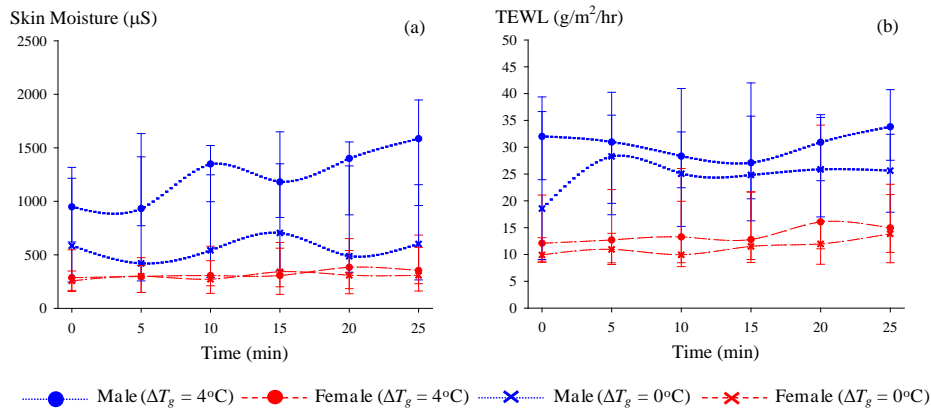 Skin Moisture (μS)
(a)
2500
2000
1500
1000
500
0
0 5 10 15 20 25
Time (min)
TEWL (g/m²/hr)
(b)
50
45
40
35
30
25
20
15
10
5
0
0 5 10 15 20 25
Time (min)
Male (ΔTg = 4°C) Female (ΔTg = 4°C) Male (ΔTg = 0°C) Female (ΔTg = 0°C)